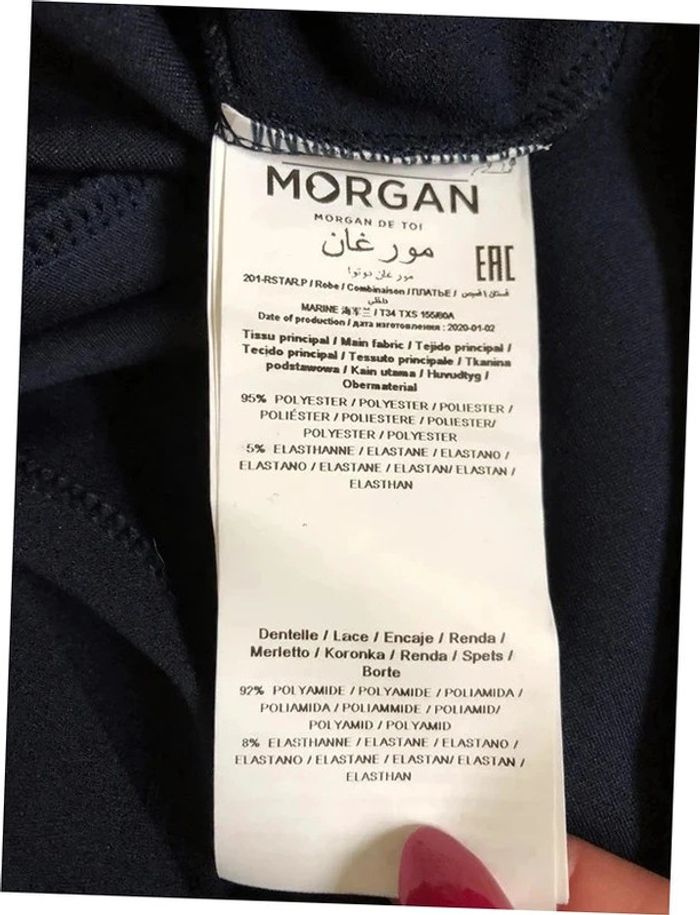 MORGAN
MORGAN DE TOI
مورغان
EAC
مورغان دوتوا
201-RSTAR.P / Robe / Combinaison / ПЛАТЬЕ / فستان \ قميص
داخلي
MARINE 海军兰 / T34 TXS 155/80A
Date of production / дата изготовления : 2020-01-02
Tissu principal / Main fabric / Tejido principal /
Tecido principal / Tessuto principale / Tkanina
podstawowa / Kain utama / Huvudtyg /
Obermaterial
95% POLYESTER / POLYESTER / POLIESTER /
POLIÉSTER / POLIESTERE / POLIESTER/
POLYESTER / POLYESTER
5% ELASTHANNE / ELASTANE / ELASTANO /
ELASTANO / ELASTANE / ELASTAN/ ELASTAN /
ELASTHAN
Dentelle / Lace / Encaje / Renda /
Merletto / Koronka / Renda / Spets /
Borte
92% POLYAMIDE / POLYAMIDE / POLIAMIDA /
POLIAMIDA / POLIAMMIDE / POLIAMID/
POLYAMID / POLYAMID
8% ELASTHANNE / ELASTANE / ELASTANO /
ELASTANO / ELASTANE / ELASTAN/ ELASTAN /
ELASTHAN